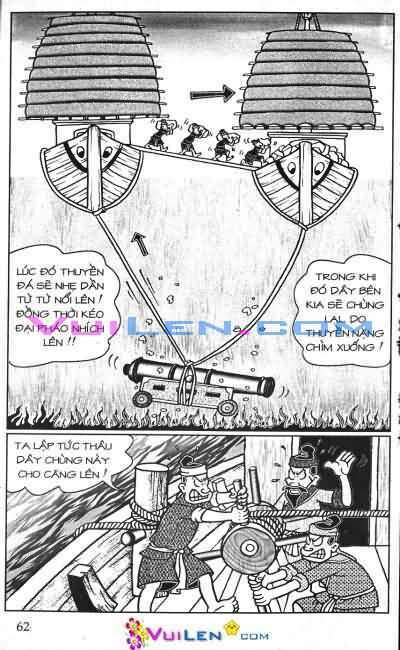 LÚC ĐÓ THUYỀN
ĐÁ SẼ NHẸ DẦN
TỪ TỪ NỔI LÊN !
ĐỒNG THỜI KÉO
ĐẠI PHÁO NHÍCH
LÊN !!
TRONG KHI
ĐÓ DÂY BÊN
KIA SẼ CHÙNG
LẠI, DO
THUYỀN NẶNG
CHÌM XUỐNG !
VuiLen.com
TA LẬP TỨC THÂU
DÂY CHÙNG NÀY
CHO CĂNG LÊN !
62
VuiLen.com